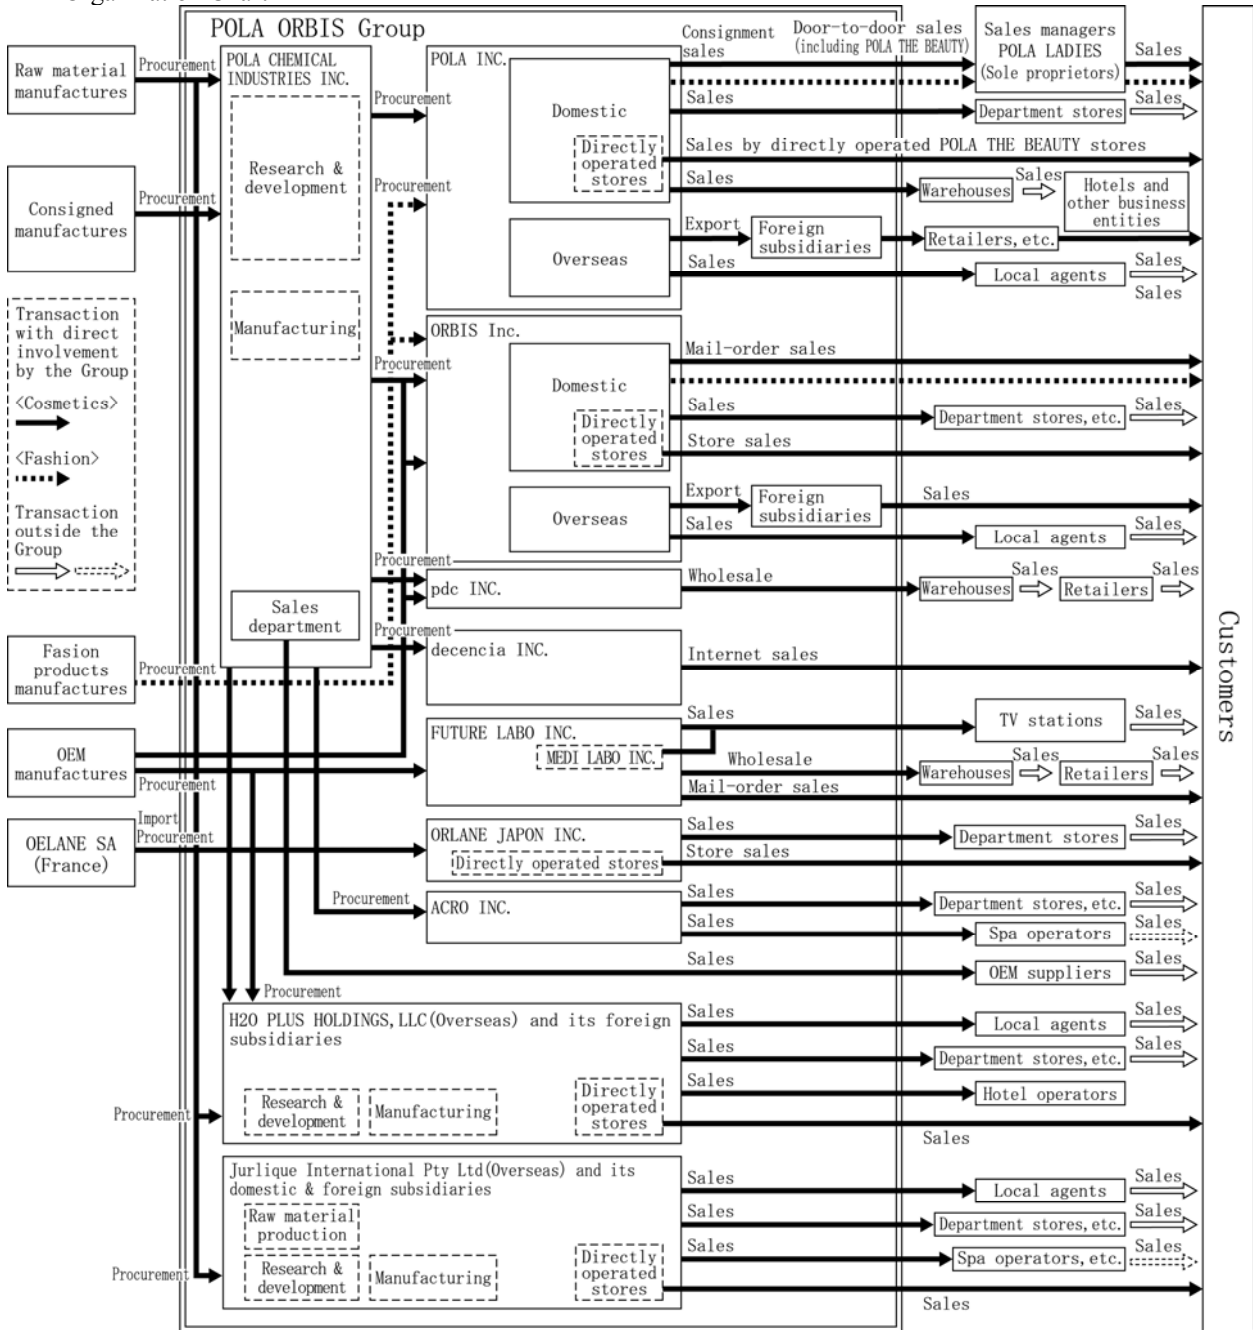 POLA ORBIS Group
Raw material
manufactures
Procurement
POLA CHEMICAL
INDUSTRIES INC.
Research &
development
Manufacturing
Sales
department
Consigned
manufactures
Procurement
Transaction
with direct
involvement
by the Group
<Cosmetics>
<Fashion>
Transaction
outside the
Group
Fasion
products
manufactures
Procurement
OEM
manufactures
Procurement
OELANE SA
(France)
Import
Procurement
Procurement
POLA INC.
Domestic
Directly
operated
stores
Procurement
Overseas
Consignment
sales
Door-to-door sales
(including POLA THE BEAUTY)
Sales managers
POLA LADIES
(Sole proprietors)
Sales
Sales
Department stores
Sales
Sales by directly operated POLA THE BEAUTY stores
Sales
Warehouses
Sales
Hotels and
other business
entities
Export
Foreign
subsidiaries
Retailers, etc.
Sales
Local agents
Sales
Sales
ORBIS Inc.
Procurement
Domestic
Directly
operated
stores
Overseas
Mail-order sales
Sales
Department stores, etc.
Sales
Store sales
Export
Foreign
subsidiaries
Sales
Sales
Local agents
Sales
Procurement
pdc INC.
Wholesale
Warehouses
Sales
Retailers
Sales
Procurement
decencia INC.
Internet sales
FUTURE LABO INC.
MEDI LABO INC.
Sales
TV stations
Sales
Wholesale
Warehouses
Sales
Retailers
Sales
Mail-order sales
ORLANE JAPON INC.
Directly operated stores
Sales
Department stores
Sales
Store sales
Procurement
ACRO INC.
Sales
Department stores, etc.
Sales
Sales
Spa operators
Sales
Sales
OEM suppliers
Sales
Procurement
H2O PLUS HOLDINGS, LLC(Overseas) and its foreign
subsidiaries
Procurement
Research &
development
Manufacturing
Directly
operated
stores
Sales
Local agents
Sales
Sales
Department stores, etc.
Sales
Sales
Hotel operators
Sales
Jurlique International Pty Ltd(Overseas) and its
domestic & foreign subsidiaries
Raw material
production
Procurement
Research &
development
Manufacturing
Directly
operated
stores
Sales
Local agents
Sales
Sales
Department stores, etc.
Sales
Sales
Spa operators, etc.
Sales
Sales
Customers